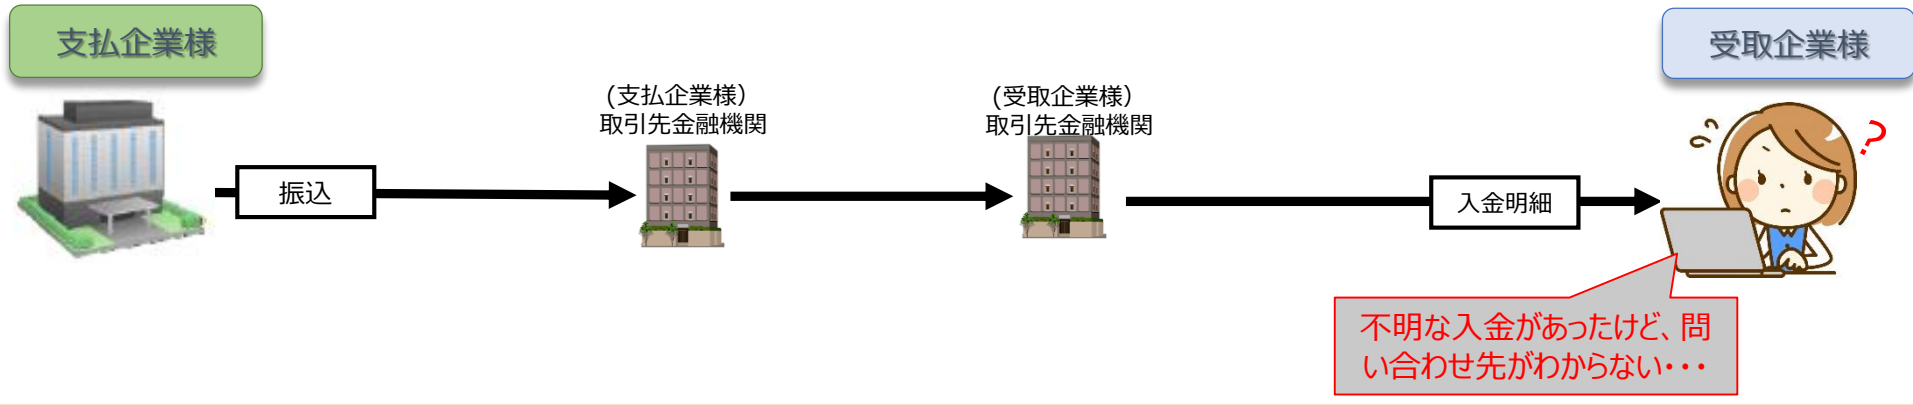 支払企業様
受取企業様
(支払企業様)
取引先金融機関
(受取企業様)
取引先金融機関
振込
入金明細
?
不明な入金があったけど、問
い合わせ先がわからない・・・